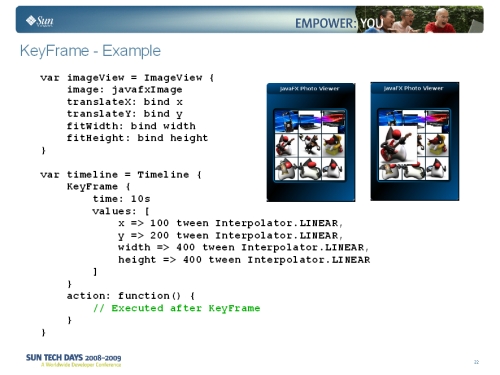 Sun
EMPOWER: YOU
KeyFrame - Example
var imageView = ImageView {
image: javafxImage
translateX: bind x
translateY: bind y
fitWidth: bind width
fitHeight: bind height
}
var timeline = Timeline {
KeyFrame {
time: 10s
values: [
x => 100 tween Interpolator.LINEAR,
y => 200 tween Interpolator.LINEAR,
width => 400 tween Interpolator.LINEAR,
height => 400 tween Interpolator.LINEAR
]
}
action: function() {
// Executed after KeyFrame
}
}
JavaFX Photo Viewer
JavaFX Photo Viewer
SUN TECH DAYS 2008-2009
A Worldwide Developer Conference
22